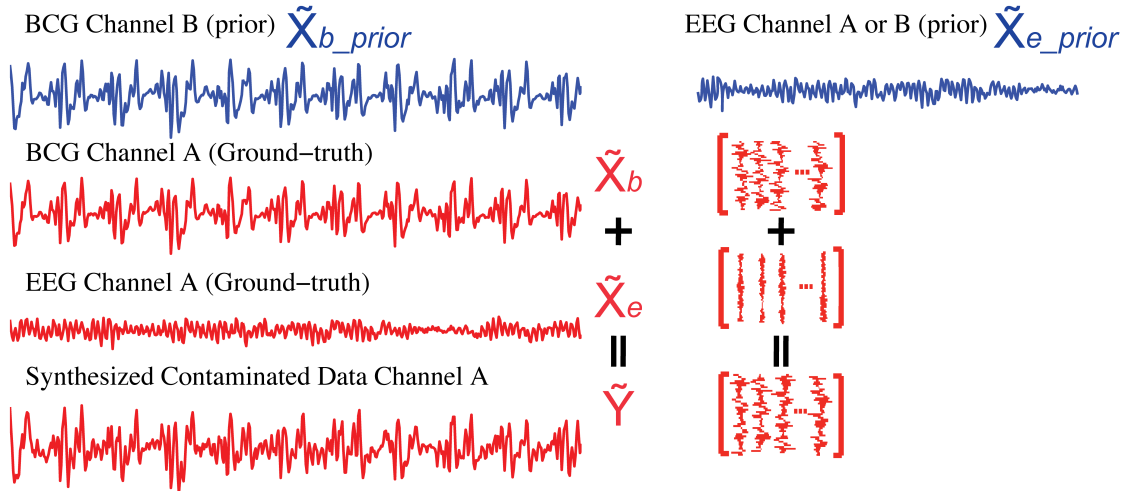 BCG Channel B (prior) X̃b_prior
EEG Channel A or B (prior) X̃e_prior
BCG Channel A (Ground−truth)
X̃b
[ ... ]
+
+
EEG Channel A (Ground−truth)
X̃e
[ ... ]
=
=
Synthesized Contaminated Data Channel A
Ỹ
[ ... ]